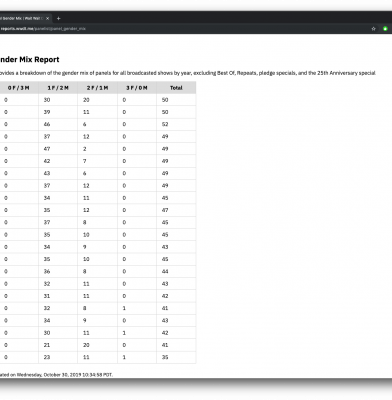 Gender Mix | Wait Wait
reports.wwdt.me/panelist/panel_gender_mix
nder Mix Report
ovides a breakdown of the gender mix of panels for all broadcasted shows by year, excluding Best Of, Repeats, pledge specials, and the 25th Anniversary special
0 F / 3 M 1 F / 2 M 2 F / 1 M 3 F / 0 M Total
0 30 20 0 50
0 39 11 0 50
0 46 6 0 52
0 37 12 0 49
0 47 2 0 49
0 42 7 0 49
0 43 6 0 49
0 37 12 0 49
0 34 11 0 45
0 35 12 0 47
0 37 8 0 45
0 35 10 0 45
0 34 9 0 43
0 35 10 0 45
0 36 8 0 44
0 32 11 0 43
0 31 11 0 42
0 32 8 1 41
0 34 9 0 43
0 30 11 1 42
0 21 20 0 41
0 23 11 1 35
ated on Wednesday, October 30, 2019 10:34:58 PDT.